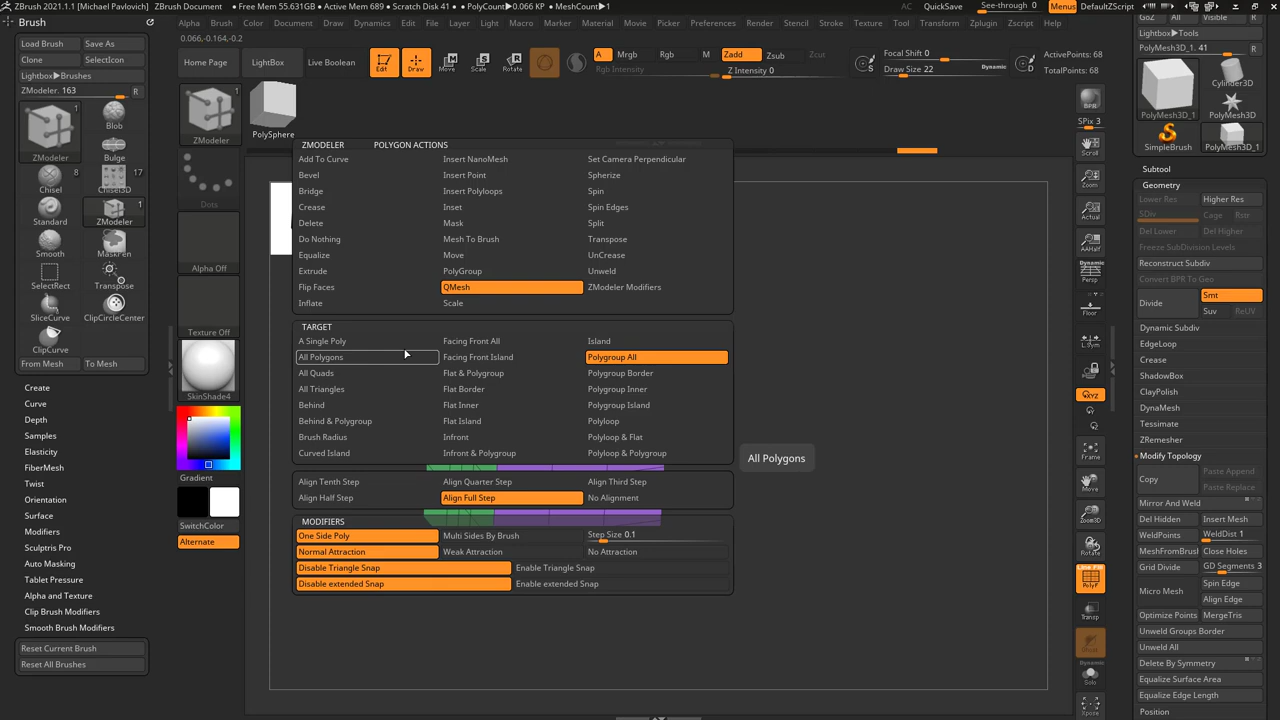 ZBrush 2021.1.1 [Michael Pavlovich] ZBrush Document • Free Mem 55.631GB • Active Mem 689 • Scratch Disk 41 • PolyCount▶0.066 KP • MeshCount▶1
AC QuickSave See-through 0 Menus DefaultZScript
Brush
Alpha Brush Color Document Draw Dynamics Edit File Layer Light Macro Marker Material Movie Picker Preferences Render Stencil Stroke Texture Tool Transform Zplugin Zscript Help
GoZ All Visible R
Lightbox▶Tools
0.066,-0.164,-0.2
Load Brush Save As
Clone SelectIcon
Lightbox▶Brushes
ZModeler. 163 R
Home Page LightBox Live Boolean
Edit Draw Move Scale Rotate
A Mrgb Rgb M Zadd Zsub Zcut
Rgb Intensity Z Intensity 0
Focal Shift 0
Draw Size 22 Dynamic
S D
ActivePoints: 68
TotalPoints: 68
PolyMesh3D_1. 41 R
Cylinder3D
PolyMesh3D_1 PolyMesh3D
SimpleBrush PolyMesh3D_1
1 ZModeler Blob
Bulge
8 Chisel 17 Chisel3D
Standard 1 ZModeler
Smooth MaskPen
SelectRect Transpose
SliceCurve ClipCircleCenter
ClipCurve
From Mesh To Mesh
Create
Curve
Depth
Samples
Elasticity
FiberMesh
Twist
Orientation
Surface
Modifiers
Sculptris Pro
Auto Masking
Tablet Pressure
Alpha and Texture
Clip Brush Modifiers
Smooth Brush Modifiers
Reset Current Brush
Reset All Brushes
1
ZModeler
Dots
Alpha Off
Texture Off
SkinShade4
Gradient
SwitchColor
Alternate
PolySphere
ZMODELER POLYGON ACTIONS
Add To Curve Insert NanoMesh Set Camera Perpendicular
Bevel Insert Point Spherize
Bridge Insert Polyloops Spin
Crease Inset Spin Edges
Delete Mask Split
Do Nothing Mesh To Brush Transpose
Equalize Move UnCrease
Extrude PolyGroup Unweld
Flip Faces QMesh ZModeler Modifiers
Inflate Scale
TARGET
A Single Poly Facing Front All Island
All Polygons Facing Front Island Polygroup All
All Quads Flat & Polygroup Polygroup Border
All Triangles Flat Border Polygroup Inner
Behind Flat Inner Polygroup Island
Behind & Polygroup Flat Island Polyloop
Brush Radius Infront Polyloop & Flat
Curved Island Infront & Polygroup Polyloop & Polygroup
All Polygons
Align Tenth Step Align Quarter Step Align Third Step
Align Half Step Align Full Step No Alignment
MODIFIERS
One Side Poly Multi Sides By Brush Step Size 0.1
Normal Attraction Weak Attraction No Attraction
Disable Triangle Snap Enable Triangle Snap
Disable extended Snap Enable extended Snap
BPR
SPix 3
Scroll
Zoom
Actual
AAHalf
Dynamic
Persp
Floor
L.Sym
XYZ
Frame
Move
Zoom3D
Rotate
Line Fill
PolyF
Transp
Ghost
Dynamic
Solo
Xpose
Subtool
Geometry
Lower Res Higher Res
SDiv Cage Rstr
Del Lower Del Higher
Freeze SubDivision Levels
Reconstruct Subdiv
Convert BPR To Geo
Divide Smt
Suv ReUV
Dynamic Subdiv
EdgeLoop
Crease
ShadowBox
ClayPolish
DynaMesh
Tessimate
ZRemesher
Modify Topology
Copy Paste Append
Paste Replace
Mirror And Weld
Del Hidden Insert Mesh
WeldPoints WeldDist 1
MeshFromBrush Close Holes
Grid Divide GD Segments 3
Micro Mesh Spin Edge
Align Edge
Optimize Points MergeTris
Unweld Groups Border
Unweld All
Delete By Symmetry
Equalize Surface Area
Equalize Edge Length
Position